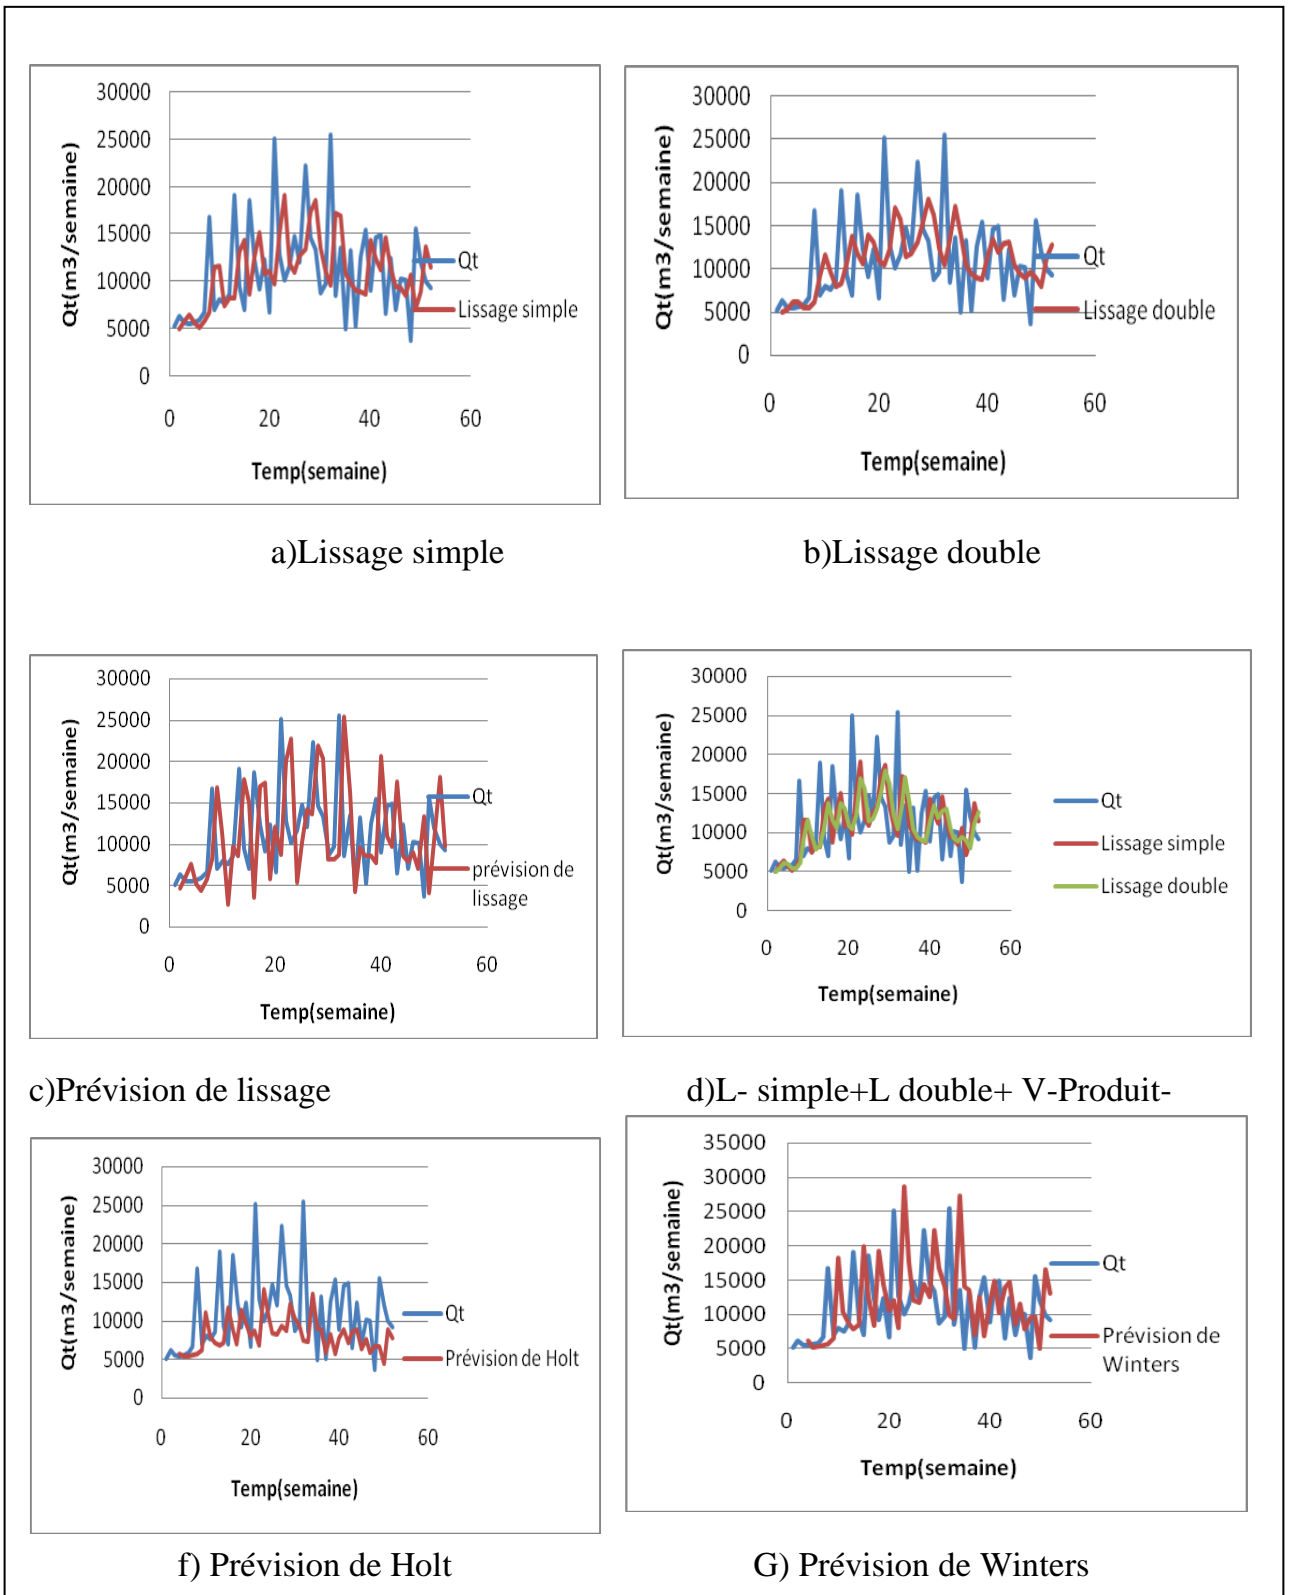 30000
25000
20000
15000
10000
5000
0
Qt(m3/semaine)
0 20 40 60
Temp(semaine)
Qt
Lissage simple
30000
25000
20000
15000
10000
5000
0
Qt(m3/semaine)
0 20 40 60
Temp(semaine)
Qt
Lissage double
a)Lissage simple
b)Lissage double
30000
25000
20000
15000
10000
5000
0
Qt(m3/semaine)
0 20 40 60
Temp(semaine)
Qt
prévision de
lissage
30000
25000
20000
15000
10000
5000
0
Qt(m3/semaine)
0 20 40 60
Temp(semaine)
Qt
Lissage simple
Lissage double
c)Prévision de lissage
d)L- simple+L double+ V-Produit-
30000
25000
20000
15000
10000
5000
0
Qt(m3/semaine)
0 20 40 60
Temp(semaine)
Qt
Prévision de Holt
35000
30000
25000
20000
15000
10000
5000
0
Qt(m3/semaine)
0 20 40 60
Temp(semaine)
Qt
Prévision de
Winters
f) Prévision de Holt
G) Prévision de Winters